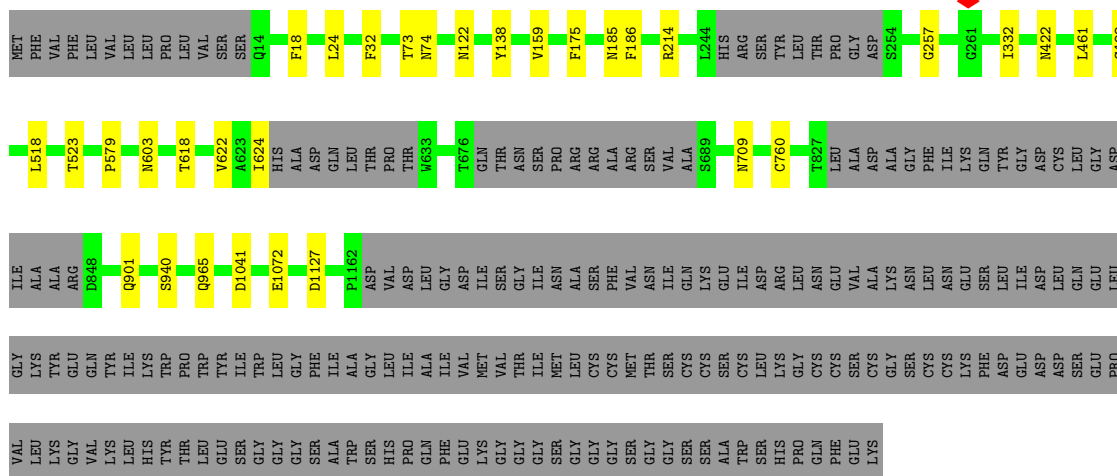 MET PHE VAL PHE LEU VAL LEU LEU PRO LEU VAL SER SER Q14 F18 L24 F32 T73 N74 N122 Y138 V159 F175 N185 F186 R214 L244 HIS ARG SER TYR LEU THR PRO GLY ASP S254 G257 G261 I332 N422 L461
L518 T523 P579 N603 T618 V622 A623 I624 HIS ALA ASP GLN LEU THR PRO THR W633 T676 GLN THR ASN SER PRO ARG ARG ALA ARG SER VAL ALA S689 N709 C760 T827 LEU ALA ASP ALA GLY PHE ILE LYS GLN TYR GLY ASP CYS LEU GLY ASP
ILE ALA ALA ARG D848 Q901 S940 Q965 D1041 E1072 D1127 P1162 ASP VAL ASP LEU GLY ASP ILE SER GLY ILE ASN ALA SER PHE VAL ASN ILE GLN LYS GLU ILE ASP ARG LEU ASN GLU VAL ALA LYS ASN LEU ASN GLU SER LEU ILE ASP LEU GLN GLU LEU
GLY LYS TYR GLU GLN TYR ILE LYS TRP PRO TRP TYR ILE TRP LEU GLY PHE ILE ALA GLY LEU ILE ALA ILE VAL MET VAL THR ILE MET LEU CYS CYS MET THR SER CYS CYS SER CYS LEU LYS GLY CYS CYS SER CYS GLY SER CYS CYS LYS PHE ASP GLU ASP ASP SER GLU PRO
VAL LEU LYS GLY VAL LYS LEU HIS TYR THR LEU GLU SER GLY GLY GLY SER ALA TRP SER HIS PRO GLN PHE GLU LYS GLY GLY GLY SER GLY GLY GLY SER GLY GLY SER SER ALA TRP SER HIS PRO GLN PHE GLU LYS